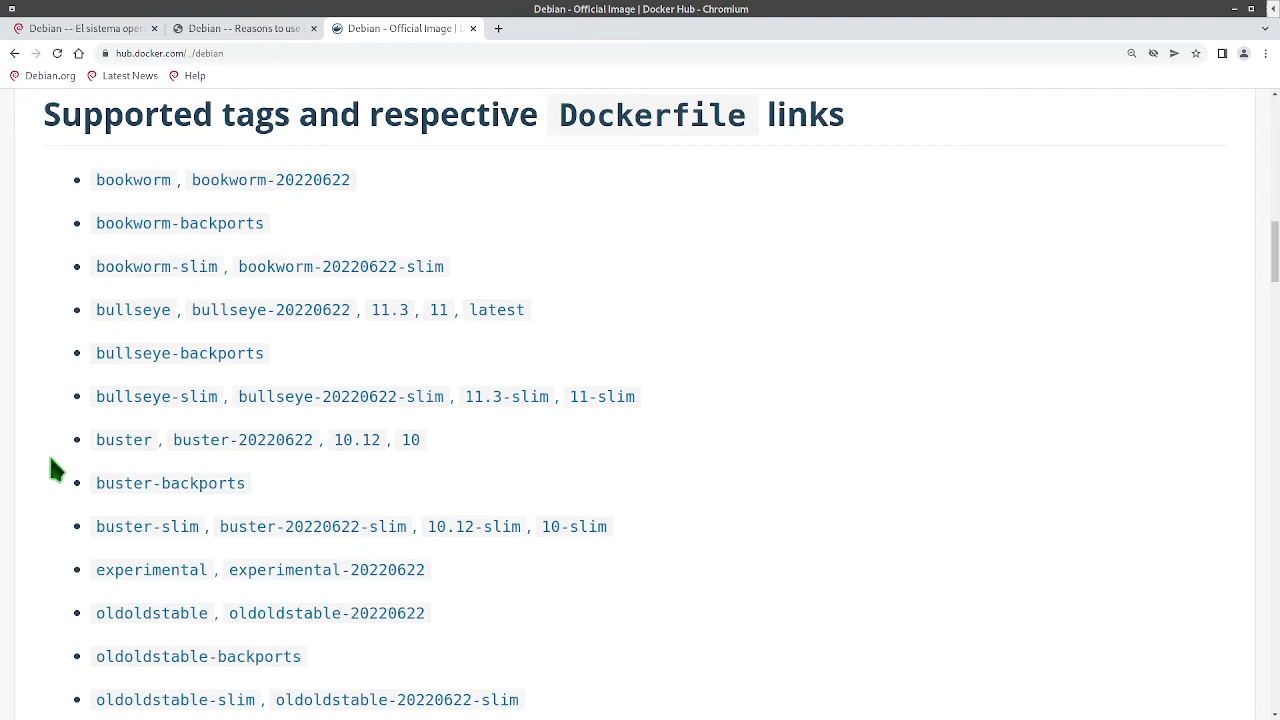 Debian -- Official Image | Docker Hub - Chromium
Debian -- El sistema oper
Debian -- Reasons to use
Debian - Official Image | D
hub.docker.com/_/debian
Debian.org
Latest News
Help
Supported tags and respective Dockerfile links
bookworm, bookworm-20220622
bookworm-backports
bookworm-slim, bookworm-20220622-slim
bullseye, bullseye-20220622, 11.3, 11, latest
bullseye-backports
bullseye-slim, bullseye-20220622-slim, 11.3-slim, 11-slim
buster, buster-20220622, 10.12, 10
buster-backports
buster-slim, buster-20220622-slim, 10.12-slim, 10-slim
experimental, experimental-20220622
oldoldstable, oldoldstable-20220622
oldoldstable-backports
oldoldstable-slim, oldoldstable-20220622-slim